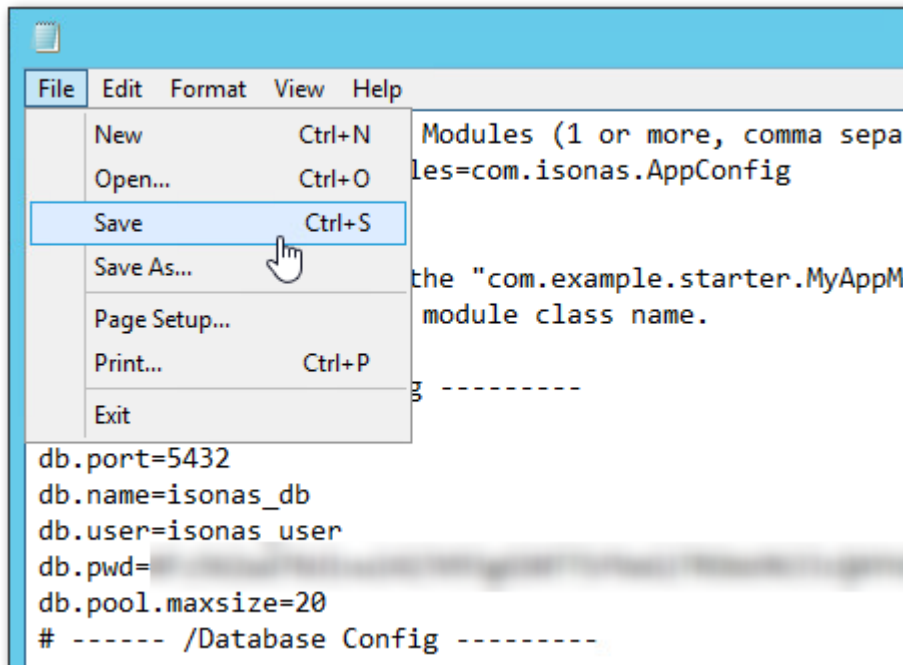 File Edit Format View Help
New Ctrl+N
Open... Ctrl+O
Save Ctrl+S
Save As...
Page Setup...
Print... Ctrl+P
Exit
Modules (1 or more, comma sepa
les=com.isonas.AppConfig
the "com.example.starter.MyAppM
module class name.
g ---------
db.port=5432
db.name=isonas_db
db.user=isonas_user
db.pwd=
db.pool.maxsize=20
# ------ /Database Config ---------